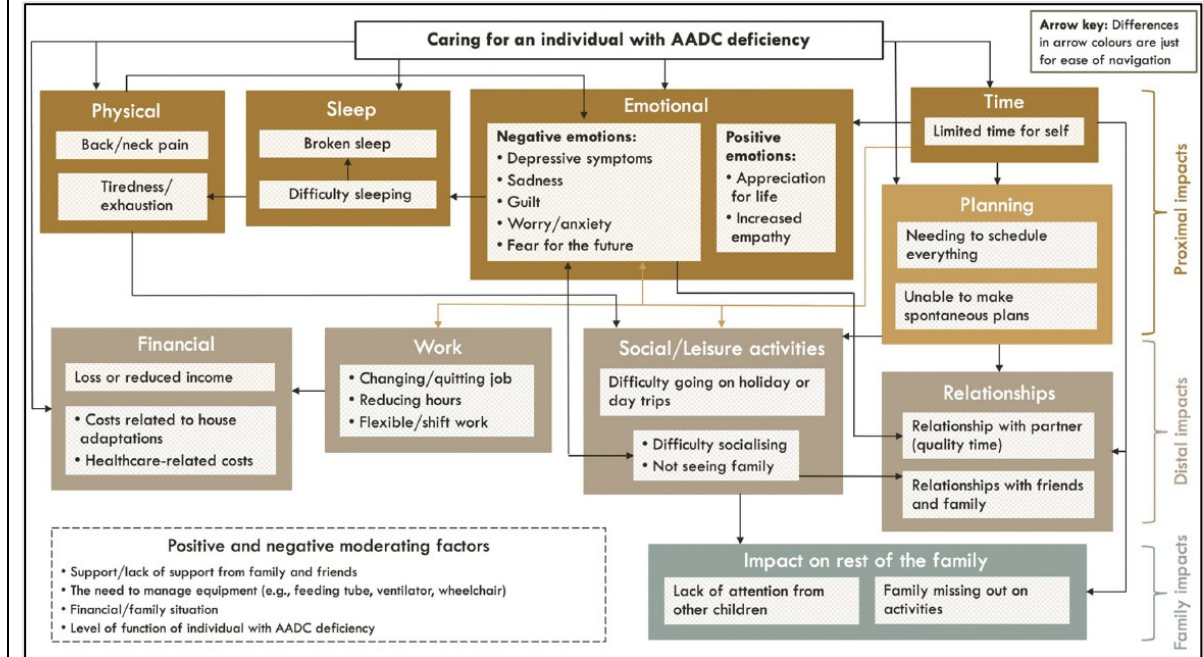 Caring for an individual with AADC deficiency
Arrow key: Differences
in arrow colours are just
for ease of navigation
Physical
Back/neck pain
Tiredness/
exhaustion
Sleep
Broken sleep
Difficulty sleeping
Emotional
Negative emotions:
• Depressive symptoms
• Sadness
• Guilt
• Worry/anxiety
• Fear for the future
Positive
emotions:
• Appreciation
for life
• Increased
empathy
Time
Limited time for self
Planning
Needing to schedule
everything
Unable to make
spontaneous plans
Proximal impacts
Financial
Loss or reduced income
• Costs related to house
adaptations
• Healthcare-related costs
Work
• Changing/quitting job
• Reducing hours
• Flexible/shift work
Social/Leisure activities
Difficulty going on holiday or
day trips
• Difficulty socialising
• Not seeing family
Relationships
Relationship with partner
(quality time)
Relationships with friends
and family
Distal impacts
Positive and negative moderating factors
• Support/lack of support from family and friends
• The need to manage equipment (e.g., feeding tube, ventilator, wheelchair)
• Financial/family situation
• Level of function of individual with AADC deficiency
Impact on rest of the family
Lack of attention from
other children
Family missing out on
activities
Family impacts